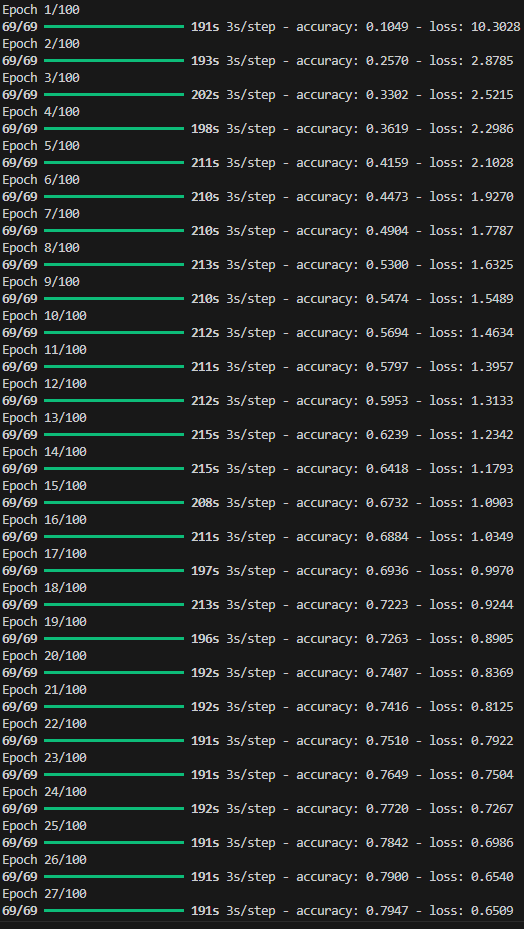 Epoch 1/100
69/69 191s 3s/step - accuracy: 0.1049 - loss: 10.3028
Epoch 2/100
69/69 193s 3s/step - accuracy: 0.2570 - loss: 2.8785
Epoch 3/100
69/69 202s 3s/step - accuracy: 0.3302 - loss: 2.5215
Epoch 4/100
69/69 198s 3s/step - accuracy: 0.3619 - loss: 2.2986
Epoch 5/100
69/69 211s 3s/step - accuracy: 0.4159 - loss: 2.1028
Epoch 6/100
69/69 210s 3s/step - accuracy: 0.4473 - loss: 1.9270
Epoch 7/100
69/69 210s 3s/step - accuracy: 0.4904 - loss: 1.7787
Epoch 8/100
69/69 213s 3s/step - accuracy: 0.5300 - loss: 1.6325
Epoch 9/100
69/69 210s 3s/step - accuracy: 0.5474 - loss: 1.5489
Epoch 10/100
69/69 212s 3s/step - accuracy: 0.5694 - loss: 1.4634
Epoch 11/100
69/69 211s 3s/step - accuracy: 0.5797 - loss: 1.3957
Epoch 12/100
69/69 212s 3s/step - accuracy: 0.5953 - loss: 1.3133
Epoch 13/100
69/69 215s 3s/step - accuracy: 0.6239 - loss: 1.2342
Epoch 14/100
69/69 215s 3s/step - accuracy: 0.6418 - loss: 1.1793
Epoch 15/100
69/69 208s 3s/step - accuracy: 0.6732 - loss: 1.0903
Epoch 16/100
69/69 211s 3s/step - accuracy: 0.6884 - loss: 1.0349
Epoch 17/100
69/69 197s 3s/step - accuracy: 0.6936 - loss: 0.9970
Epoch 18/100
69/69 213s 3s/step - accuracy: 0.7223 - loss: 0.9244
Epoch 19/100
69/69 196s 3s/step - accuracy: 0.7263 - loss: 0.8905
Epoch 20/100
69/69 192s 3s/step - accuracy: 0.7407 - loss: 0.8369
Epoch 21/100
69/69 192s 3s/step - accuracy: 0.7416 - loss: 0.8125
Epoch 22/100
69/69 191s 3s/step - accuracy: 0.7510 - loss: 0.7922
Epoch 23/100
69/69 191s 3s/step - accuracy: 0.7649 - loss: 0.7504
Epoch 24/100
69/69 192s 3s/step - accuracy: 0.7720 - loss: 0.7267
Epoch 25/100
69/69 191s 3s/step - accuracy: 0.7842 - loss: 0.6986
Epoch 26/100
69/69 191s 3s/step - accuracy: 0.7900 - loss: 0.6540
Epoch 27/100
69/69 191s 3s/step - accuracy: 0.7947 - loss: 0.6509